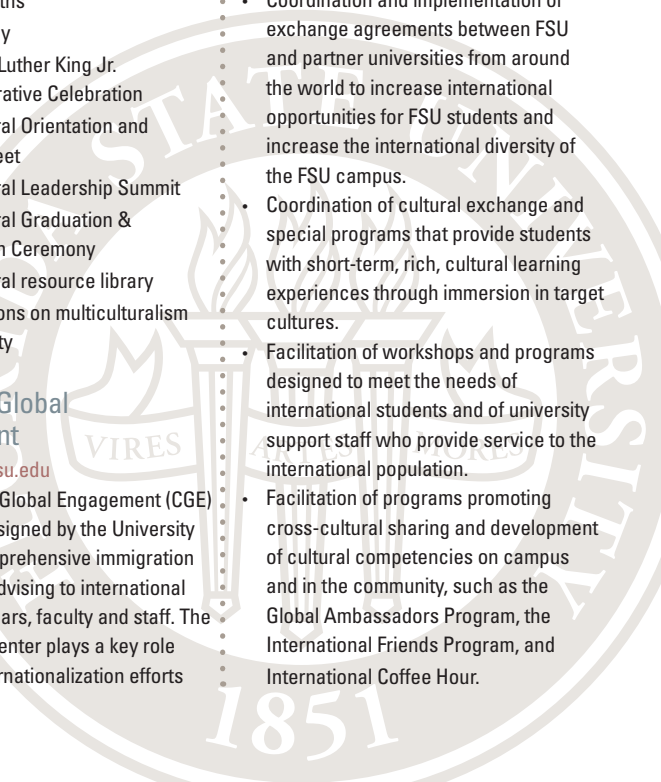 ths
y
Luther King Jr.
rative Celebration
ral Orientation and
eet
ral Leadership Summit
ral Graduation &
n Ceremony
ral resource library
ons on multiculturalism
ty
Global
nt
su.edu
Global Engagement (CGE)
signed by the University
prehensive immigration
dvising to international
ars, faculty and staff. The
enter plays a key role
rnationalization efforts
• Coordination and implementation of
exchange agreements between FSU
and partner universities from around
the world to increase international
opportunities for FSU students and
increase the international diversity of
the FSU campus.
• Coordination of cultural exchange and
special programs that provide students
with short-term, rich, cultural learning
experiences through immersion in target
cultures.
• Facilitation of workshops and programs
designed to meet the needs of
international students and of university
support staff who provide service to the
international population.
• Facilitation of programs promoting
cross-cultural sharing and development
of cultural competencies on campus
and in the community, such as the
Global Ambassadors Program, the
International Friends Program, and
International Coffee Hour.
DA STATE UNIVERSITY
VIRES ARTES MORES
1851